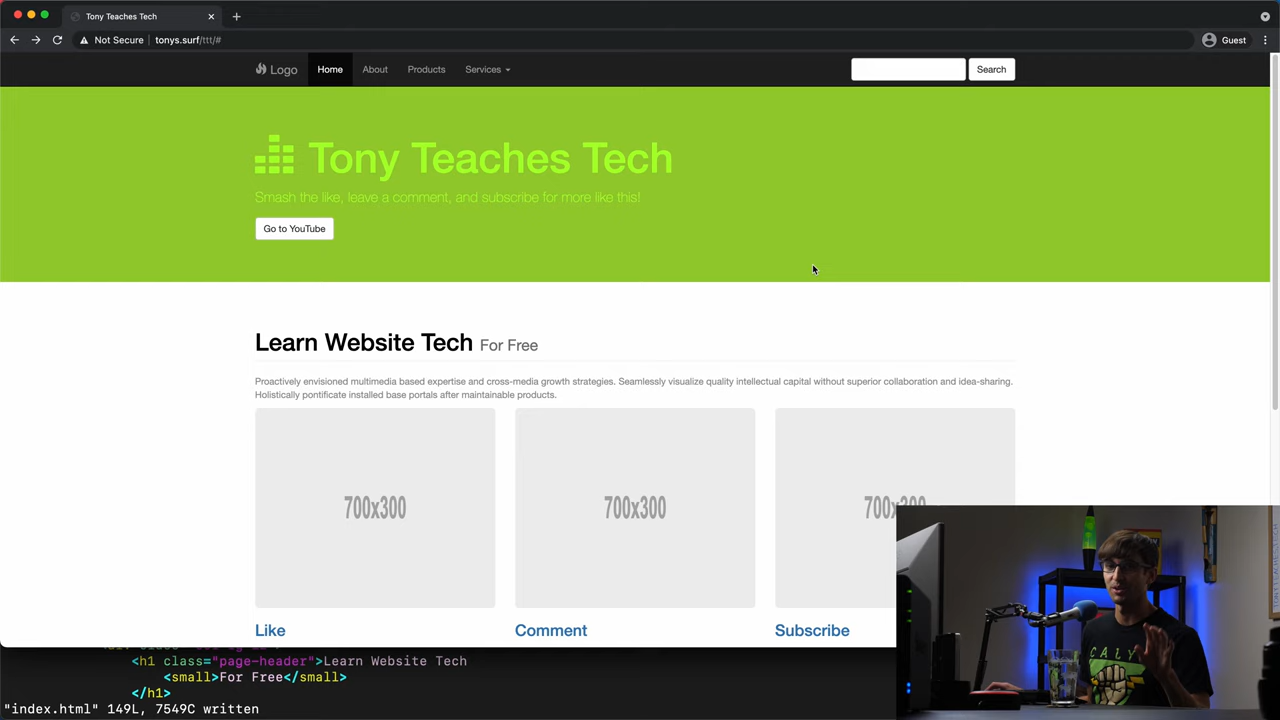 Tony Teaches Tech
Not Secure | tonys.surf/ttt/#
Guest
Logo
Home
About
Products
Services
Search
Tony Teaches Tech
Smash the like, leave a comment, and subscribe for more like this!
Go to YouTube
Learn Website Tech For Free
Proactively envisioned multimedia based expertise and cross-media growth strategies. Seamlessly visualize quality intellectual capital without superior collaboration and idea-sharing.
Holistically pontificate installed base portals after maintainable products.
700x300
700x300
700x300
Like
Comment
Subscribe
<h1 class="page-header">Learn Website Tech
<small>For Free</small>
</h1>
"index.html" 149L, 7549C written